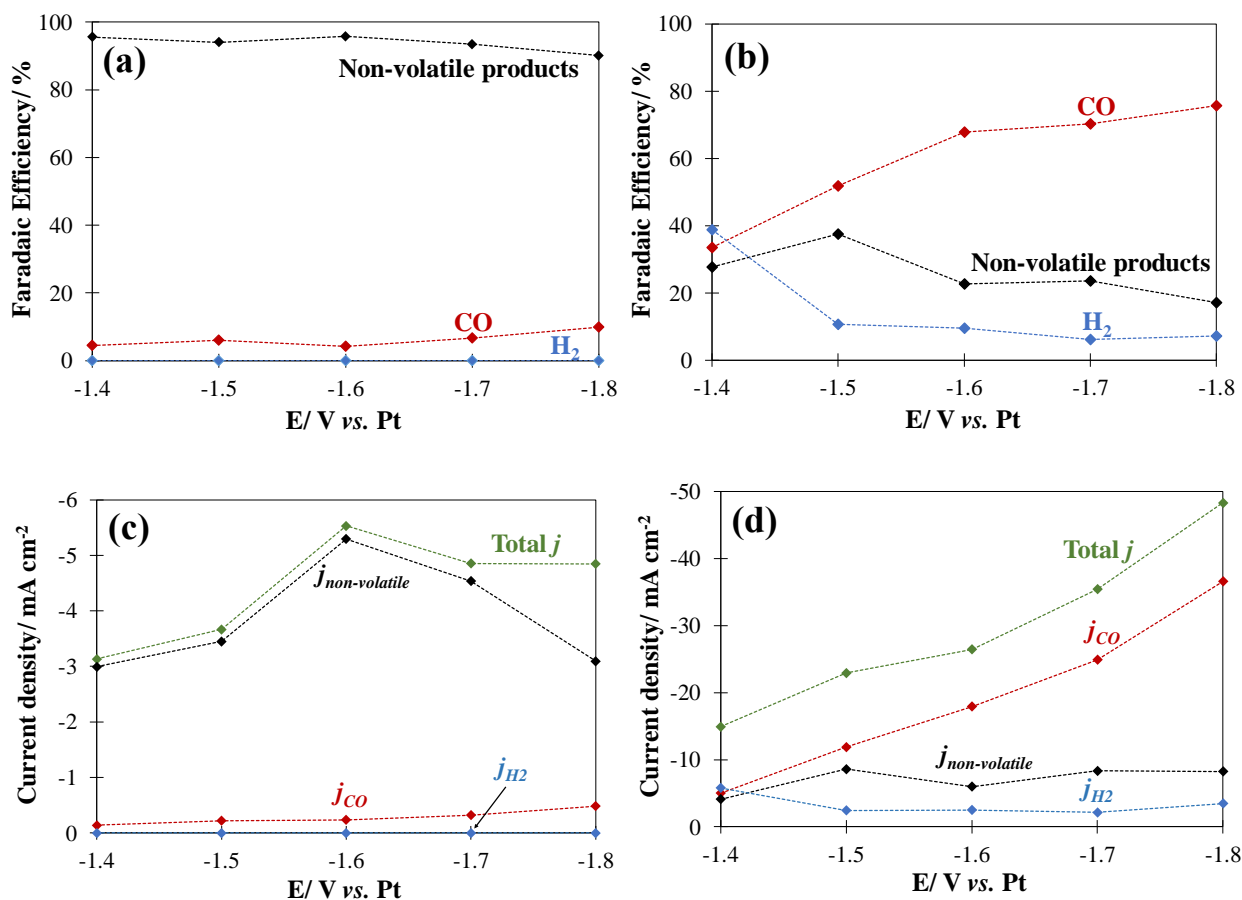 (a)
Faradaic Efficiency/ %
100
80
60
40
20
0
Non-volatile products
CO
H2
-1.4 -1.5 -1.6 -1.7 -1.8
E/ V vs. Pt
(b)
Faradaic Efficiency/ %
100
80
60
40
20
0
CO
Non-volatile products
H2
-1.4 -1.5 -1.6 -1.7 -1.8
E/ V vs. Pt
(c)
Current density/ mA cm-2
-6
-5
-4
-3
-2
-1
0
Total j
jnon-volatile
jH2
jCO
-1.4 -1.5 -1.6 -1.7 -1.8
E/ V vs. Pt
(d)
Current density/ mA cm-2
-50
-40
-30
-20
-10
0
Total j
jCO
jnon-volatile
jH2
-1.4 -1.5 -1.6 -1.7 -1.8
E/ V vs. Pt